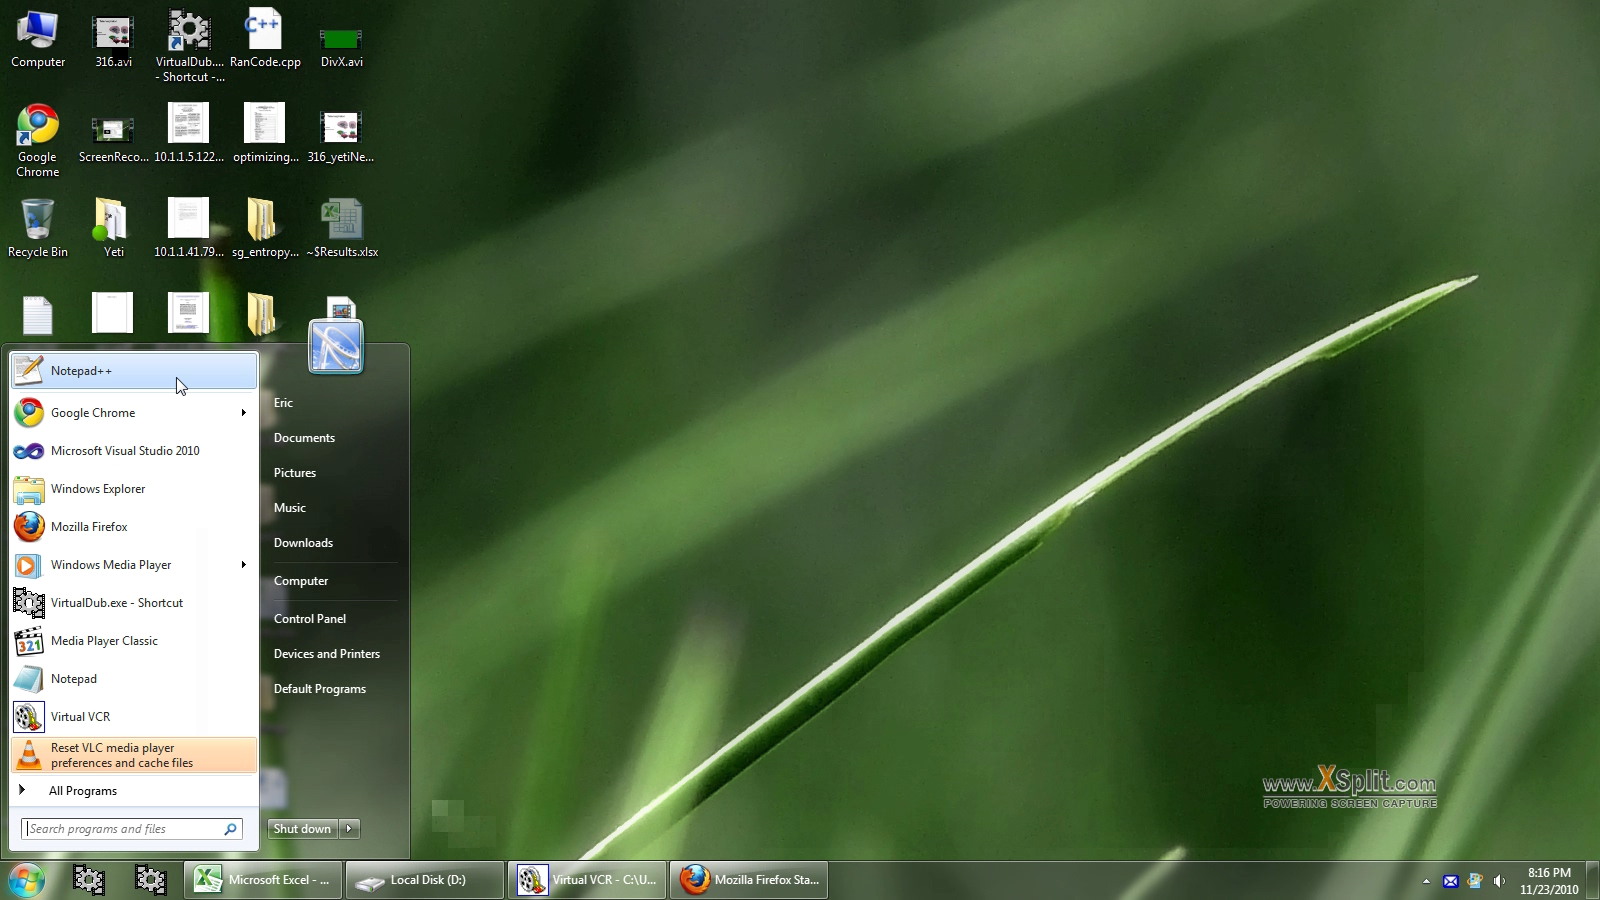 Computer
316.avi
VirtualDub....
- Shortcut -...
RanCode.cpp
DivX.avi
Google
Chrome
ScreenReco...
10.1.1.5.122...
optimizing...
316_yetiNe...
Recycle Bin
Yeti
10.1.1.41.79...
sg_entropy...
~$Results.xlsx
Notepad++
Google Chrome
Microsoft Visual Studio 2010
Windows Explorer
Mozilla Firefox
Windows Media Player
VirtualDub.exe - Shortcut
Media Player Classic
Notepad
Virtual VCR
Reset VLC media player
preferences and cache files
All Programs
Search programs and files
Eric
Documents
Pictures
Music
Downloads
Computer
Control Panel
Devices and Printers
Default Programs
Shut down
www.XSplit.com
POWERING SCREEN CAPTURE
Microsoft Excel - ...
Local Disk (D:)
Virtual VCR - C:\U...
Mozilla Firefox Sta...
8:16 PM
11/23/2010